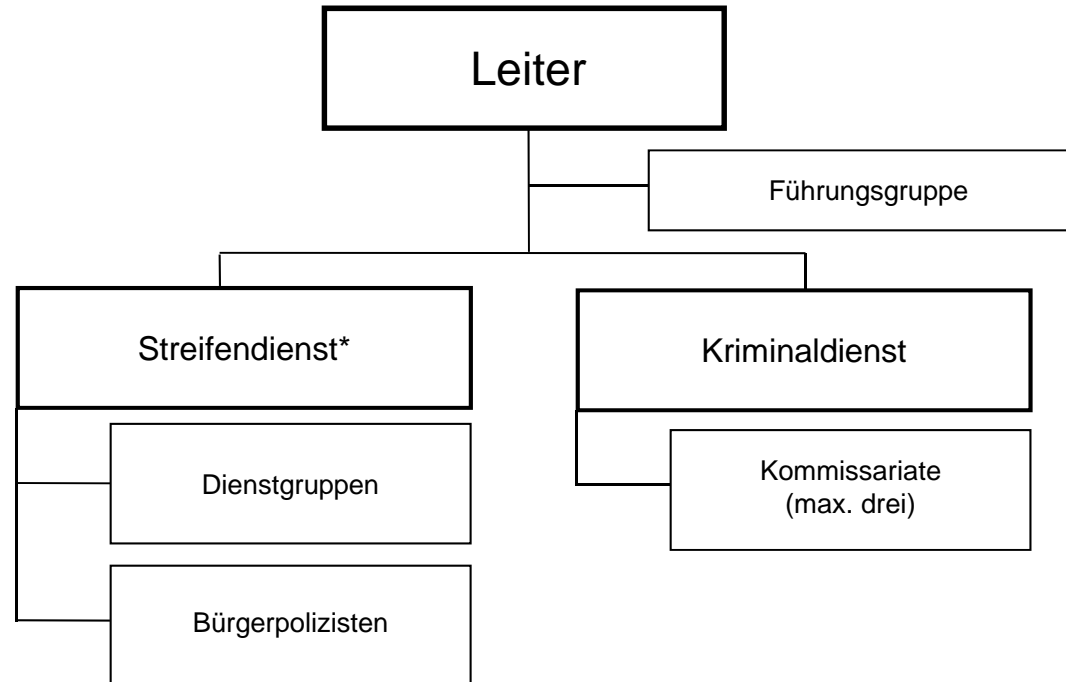 Leiter
Führungsgruppe
Streifendienst*
Kriminaldienst
Dienstgruppen
Kommissariate
(max. drei)
Bürgerpolizisten